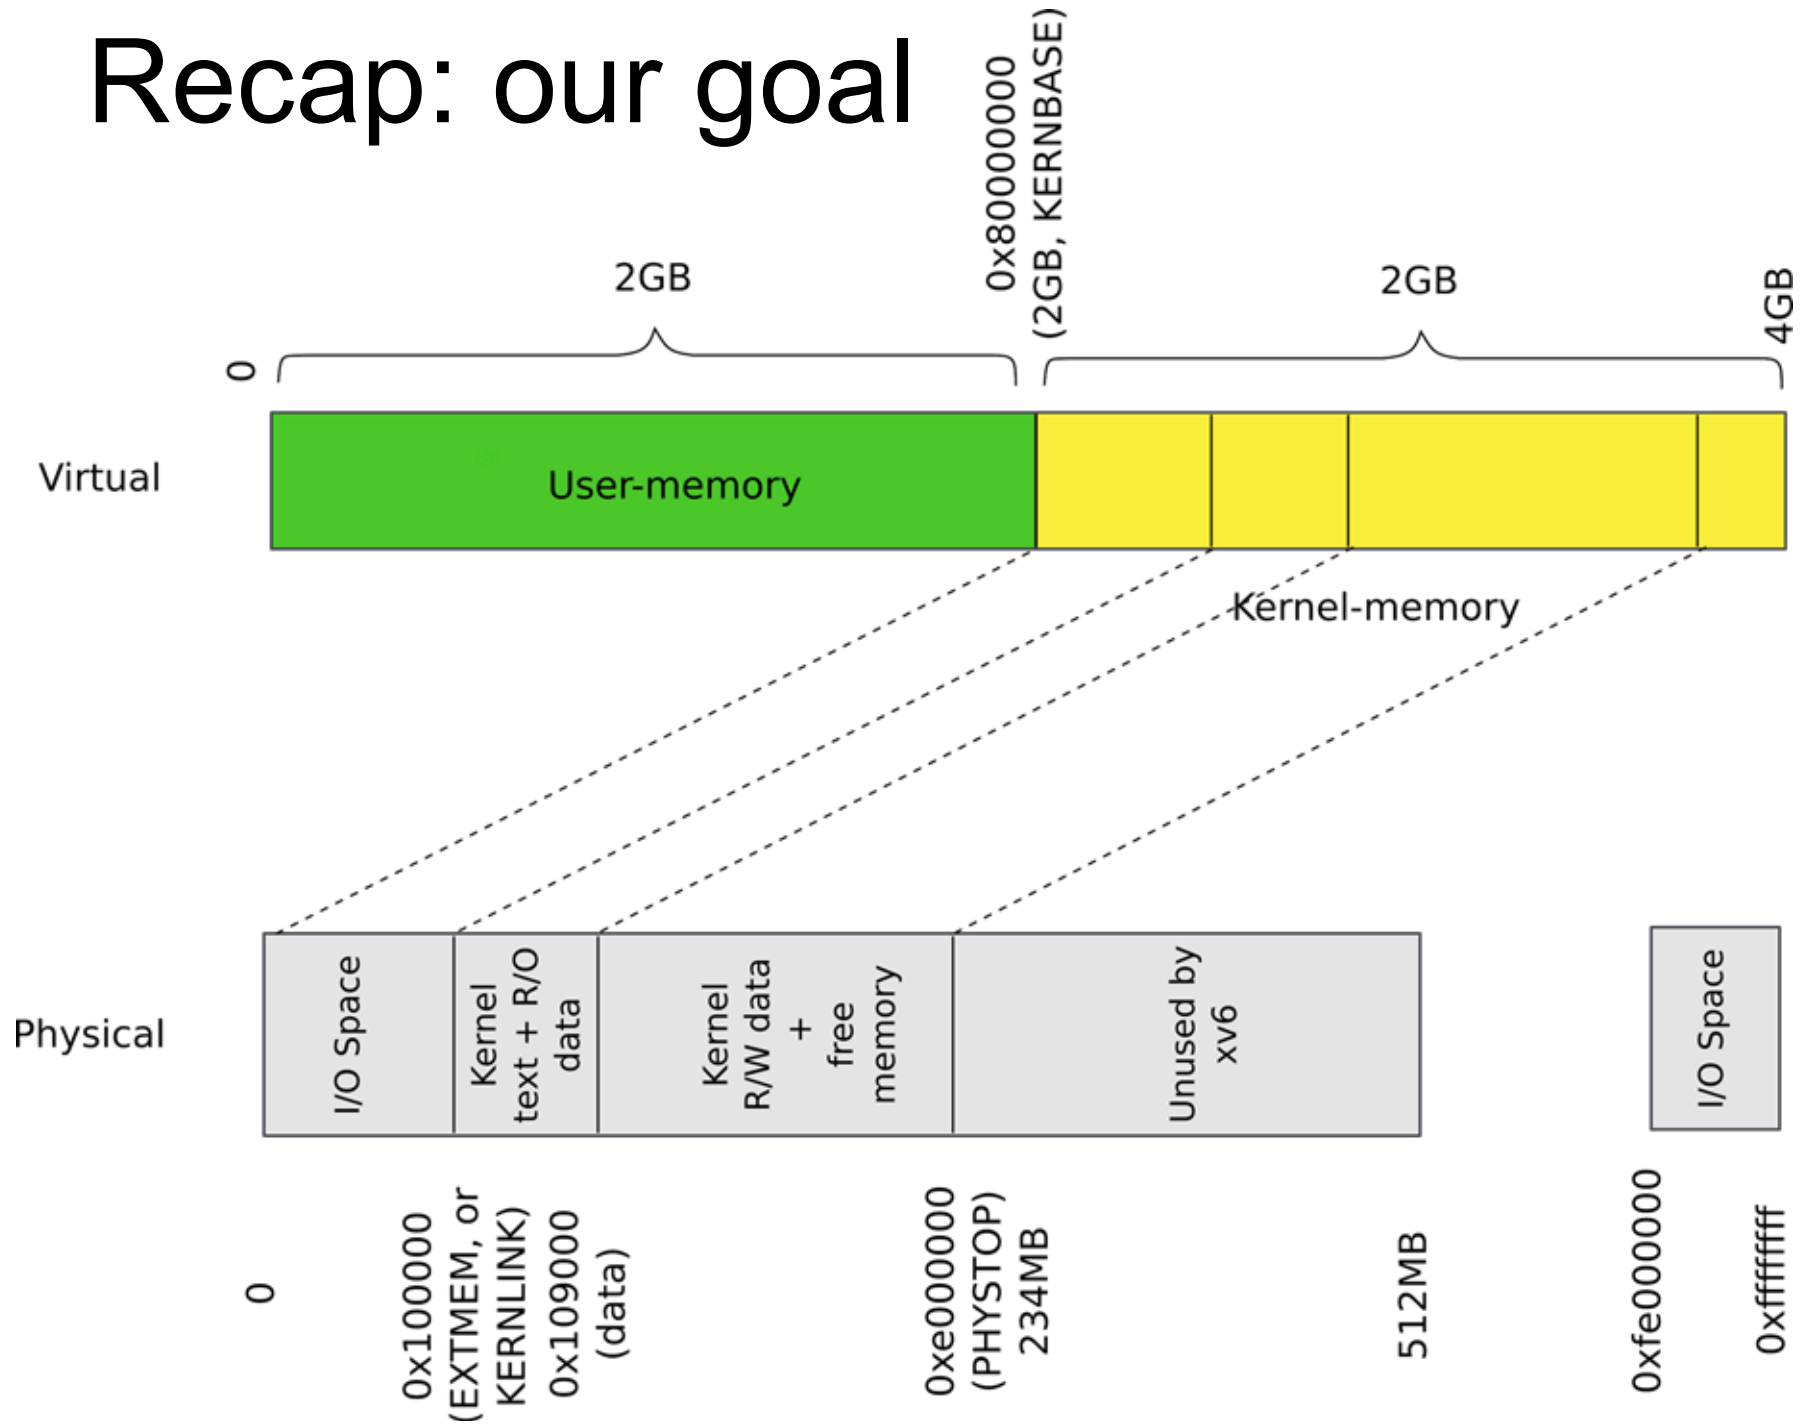 Recap: our goal
0x80000000
(2GB, KERNBASE)
2GB
2GB
4GB
0
Virtual
User-memory
Kernel-memory
Physical
I/O Space
Kernel
text + R/O
data
Kernel
R/W data
+
free
memory
Unused by
xv6
I/O Space
0
0x100000
(EXTMEM, or
KERNLINK)
0x109000
(data)
0xe000000
(PHYSTOP)
234MB
512MB
0xfe000000
0xffffffff